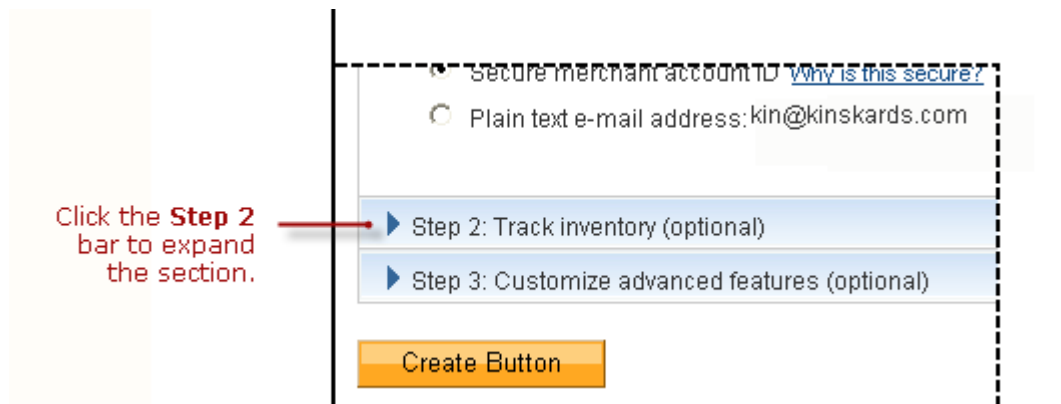 Secure merchant account ID Why is this secure?
Plain text e-mail address: kin@kinskards.com
Click the Step 2
bar to expand
the section.
Step 2: Track inventory (optional)
Step 3: Customize advanced features (optional)
Create Button